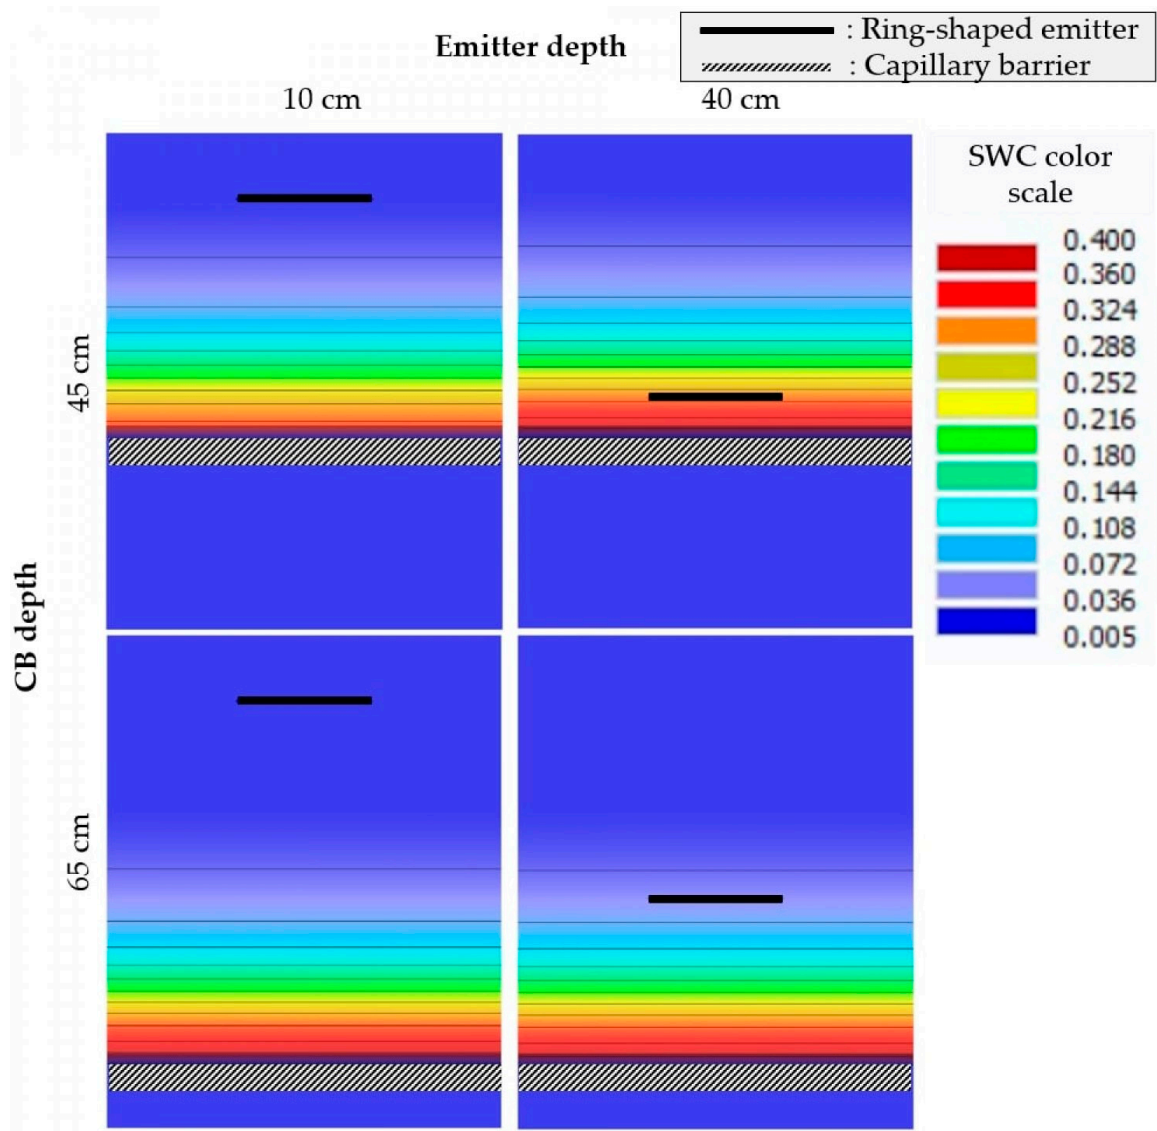 Emitter depth
: Ring-shaped emitter
: Capillary barrier
10 cm
40 cm
SWC color
scale
0.400
0.360
0.324
0.288
0.252
0.216
0.180
0.144
0.108
0.072
0.036
0.005
CB depth
45 cm
65 cm